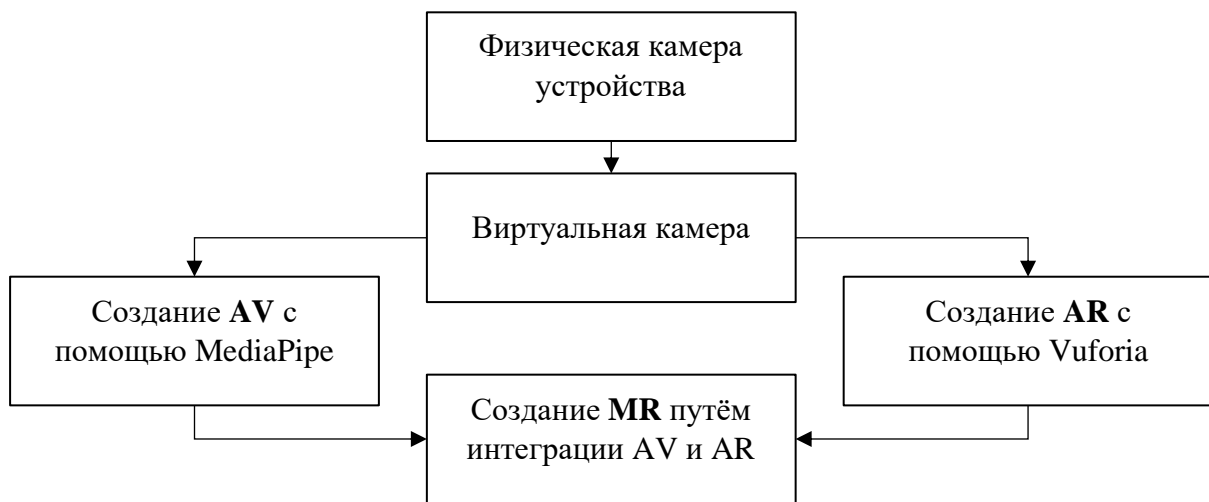 Физическая камера
устройства
Виртуальная камера
Создание AV с
помощью MediaPipe
Создание AR с
помощью Vuforia
Создание MR путём
интеграции AV и AR